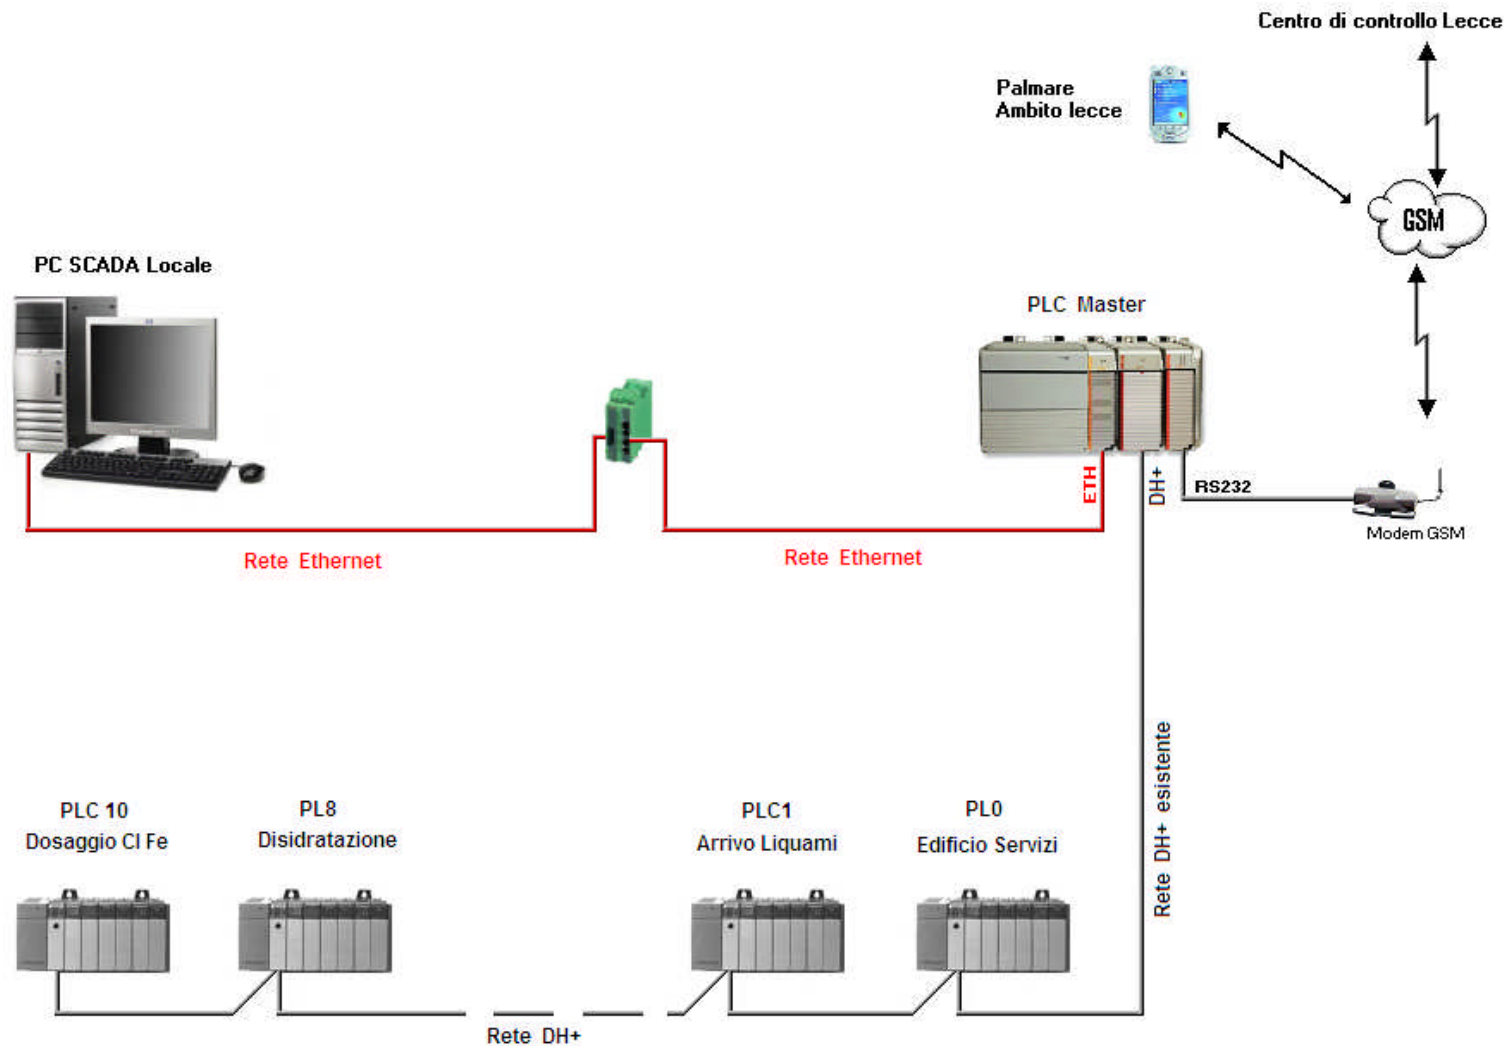 Centro di controllo Lecce
Palmare
Ambito lecce
GSM
PC SCADA Locale
PLC Master
ETH
DH+
RS232
Modem GSM
Rete Ethernet
Rete Ethernet
Rete DH+ esistente
PLC 10
Dosaggio Cl Fe
PL8
Disidratazione
PLC1
Arrivo Liquami
PL0
Edificio Servizi
Rete DH+